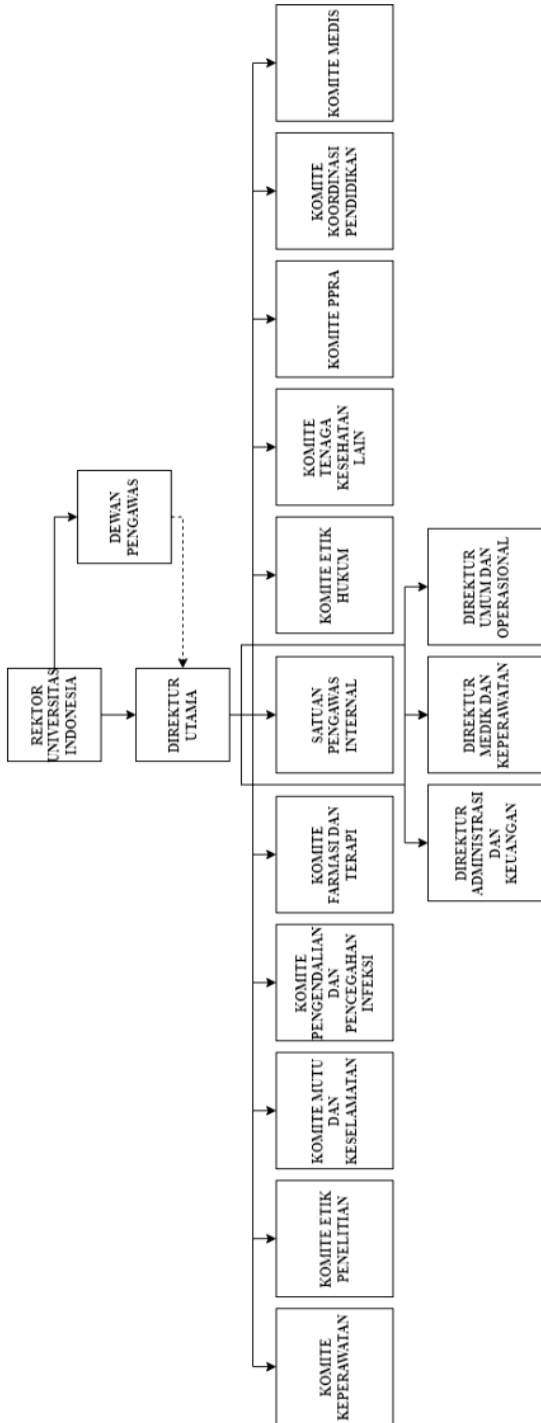 REKTOR
UNIVERSITAS
INDONESIA
DEWAN
PENGAWAS
DIREKTUR
UTAMA
KOMITE
KEPERAWATAN
KOMITE ETIK
PENELITIAN
KOMITE MUTU
DAN
KESELAMATAN
KOMITE
PENGENDALIAN
DAN
PENCEGAHAN
INFEKSI
KOMITE
FARMASI DAN
TERAPI
SATUAN
PENGAWAS
INTERNAL
KOMITE ETIK
HUKUM
KOMITE
TENAGA
KESEHATAN
LAIN
KOMITE PPRA
KOMITE
KOORDINASI
PENDIDIKAN
KOMITE MEDIS
DIREKTUR
ADMINISTRASI
DAN
KEUANGAN
DIREKTUR
MEDIK DAN
KEPERAWATAN
DIREKTUR
UMUM DAN
OPERASIONAL